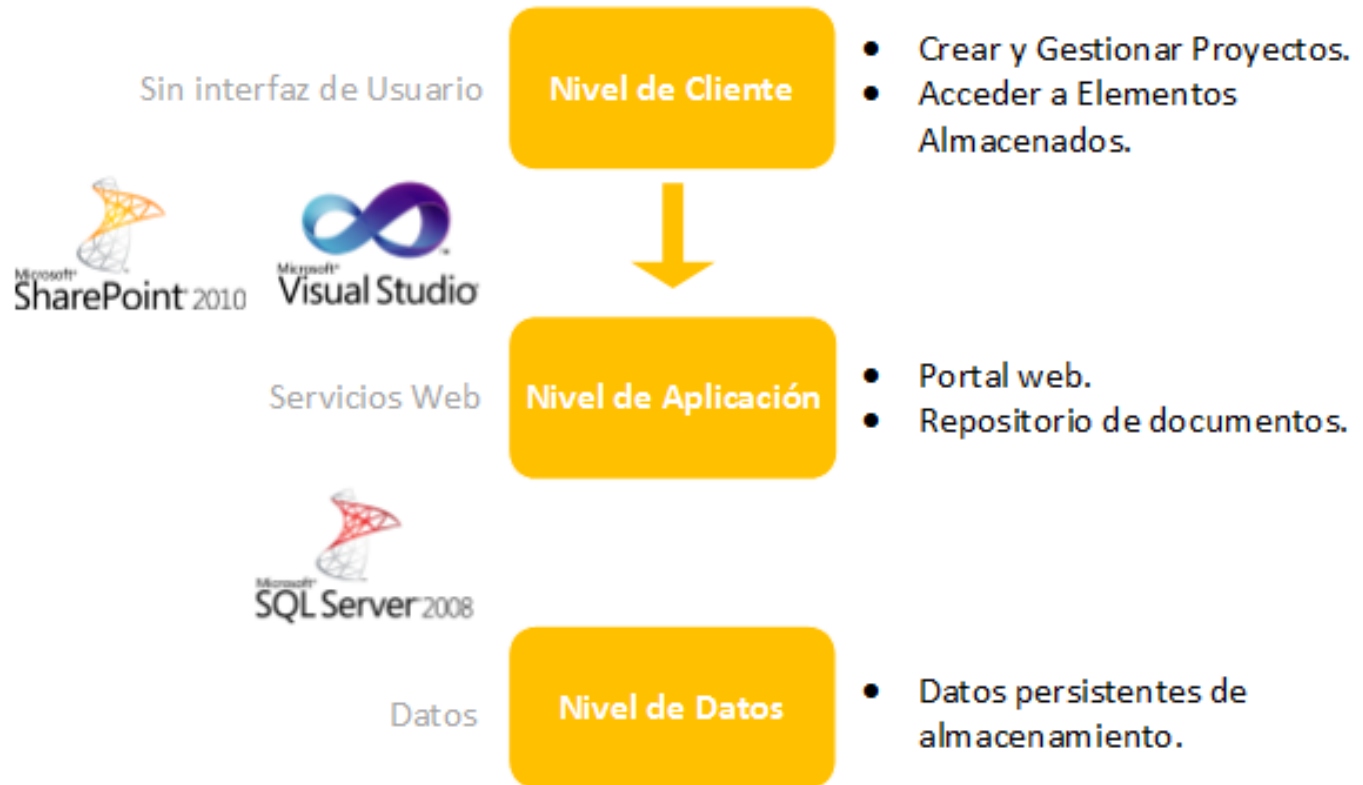 Sin interfaz de Usuario
Nivel de Cliente
• Crear y Gestionar Proyectos.
• Acceder a Elementos
Almacenados.
Microsoft®
SharePoint® 2010
Microsoft®
Visual Studio®
Servicios Web
Nivel de Aplicación
• Portal web.
• Repositorio de documentos.
Microsoft®
SQL Server® 2008
Datos
Nivel de Datos
• Datos persistentes de
almacenamiento.